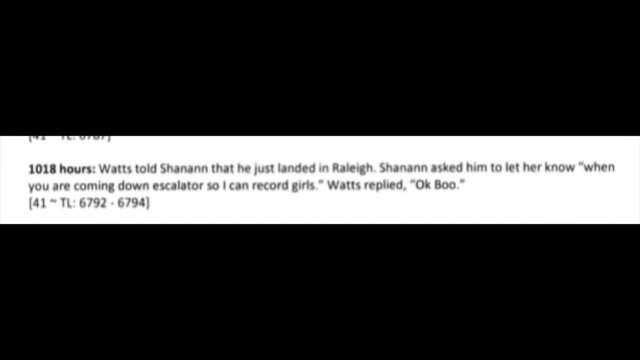 1018 hours: Watts told Shanann that he just landed in Raleigh. Shanann asked him to let her know "when
you are coming down escalator so I can record girls." Watts replied, "Ok Boo."
[41 ~ TL: 6792 - 6794]